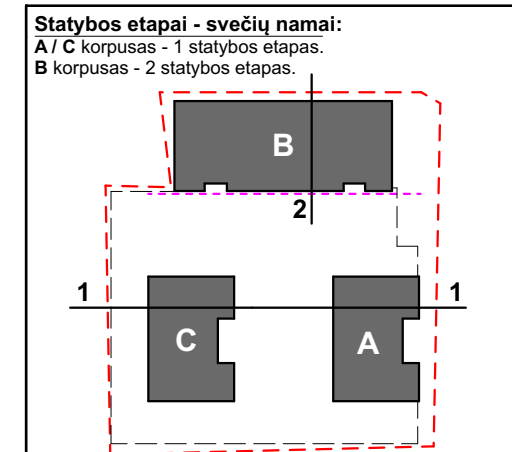 Statybos etapai - svečių namai:
A / C korpusas - 1 statybos etapas.
B korpusas - 2 statybos etapas.
B
2
1
1
C
A